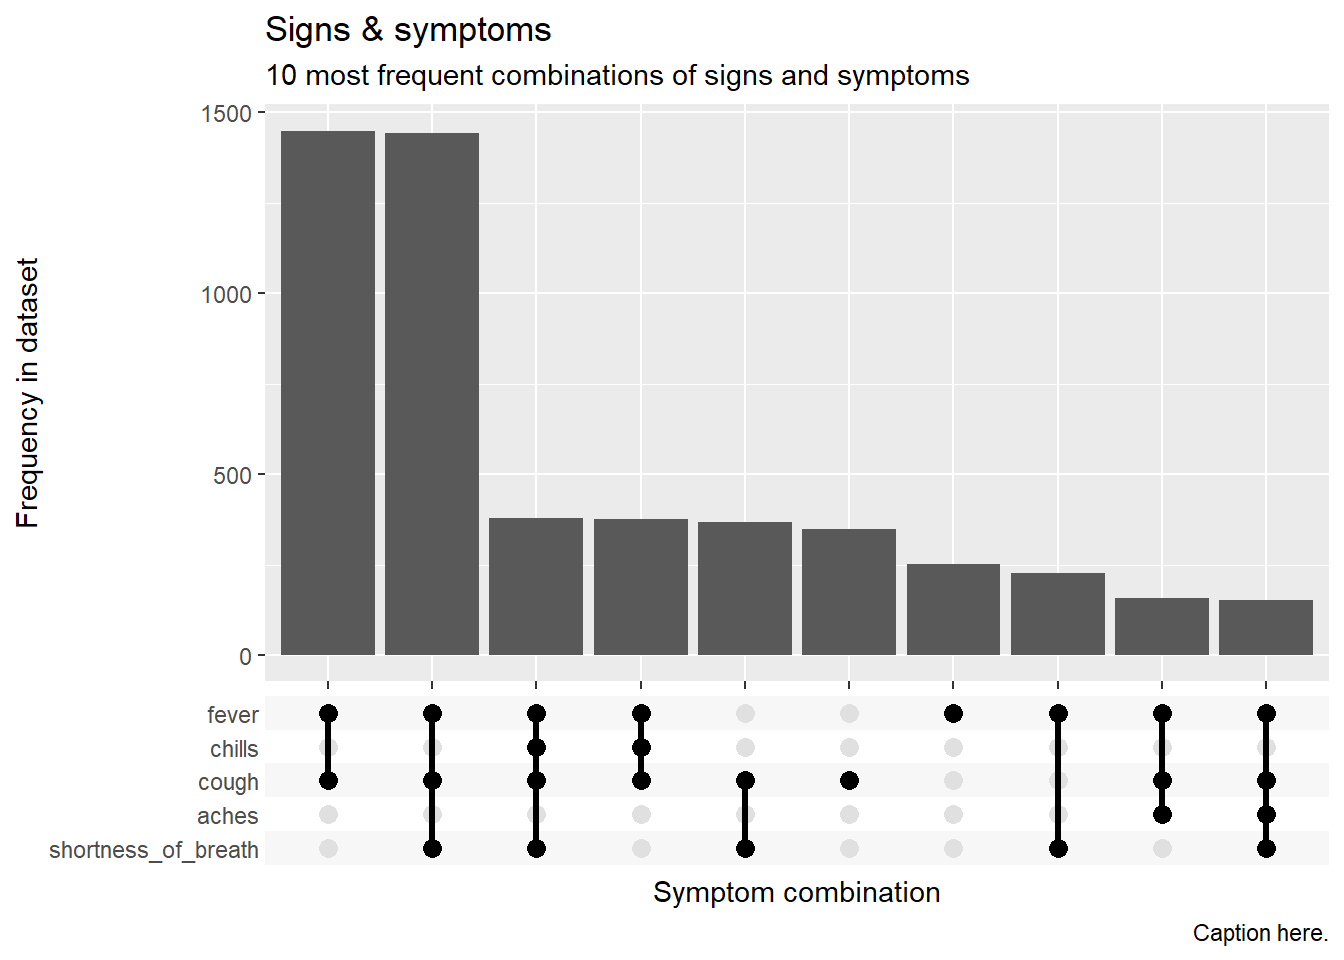 Signs & symptoms
10 most frequent combinations of signs and symptoms
Frequency in dataset
1500
1000
500
0
fever
chills
cough
aches
shortness_of_breath
Symptom combination
Caption here.